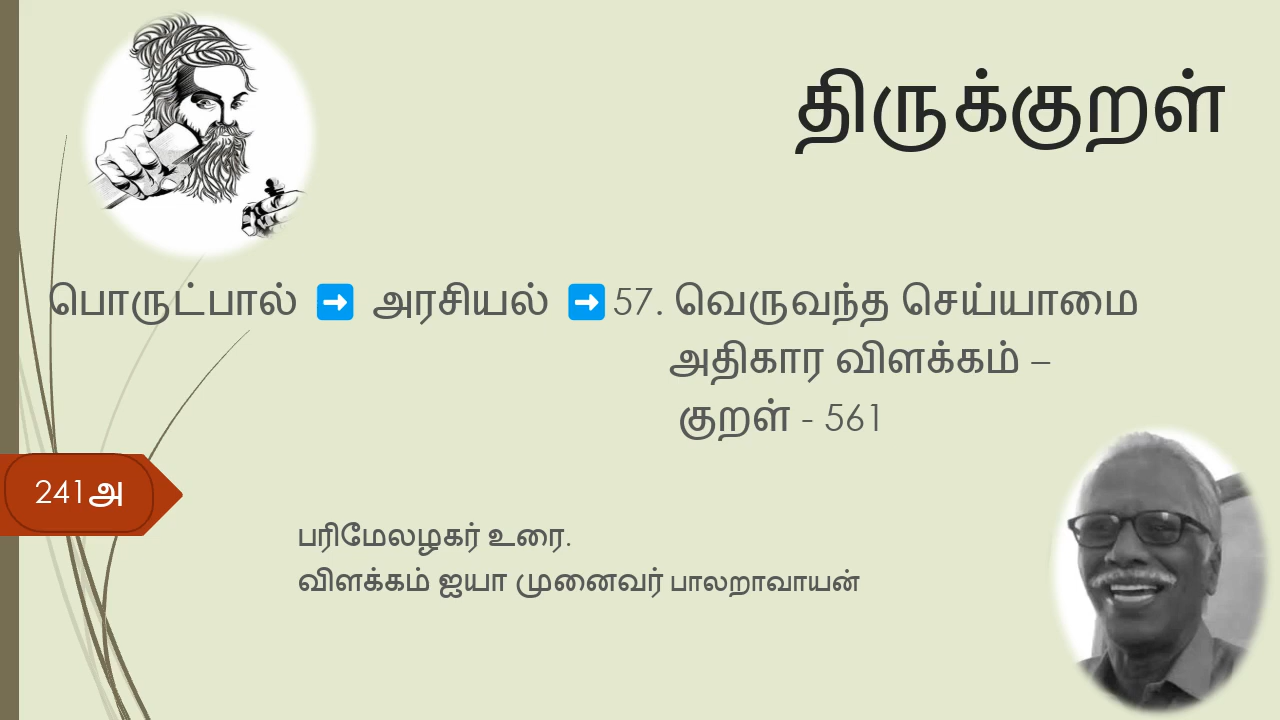 திருக்குறள்
பொருட்பால் ➡ அரசியல் ➡ 57. வெருவந்த செய்யாமை
அதிகார விளக்கம் –
குறள் - 561
241அ
பரிமேலழகர் உரை.
விளக்கம் ஐயா முனைவர் பாலறாவாயன்